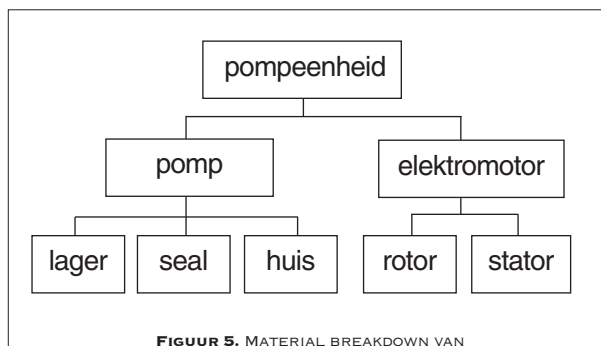 pompeenheid
pomp elektromotor
lager seal huis rotor stator
FIGUUR 5. MATERIAL BREAKDOWN VAN